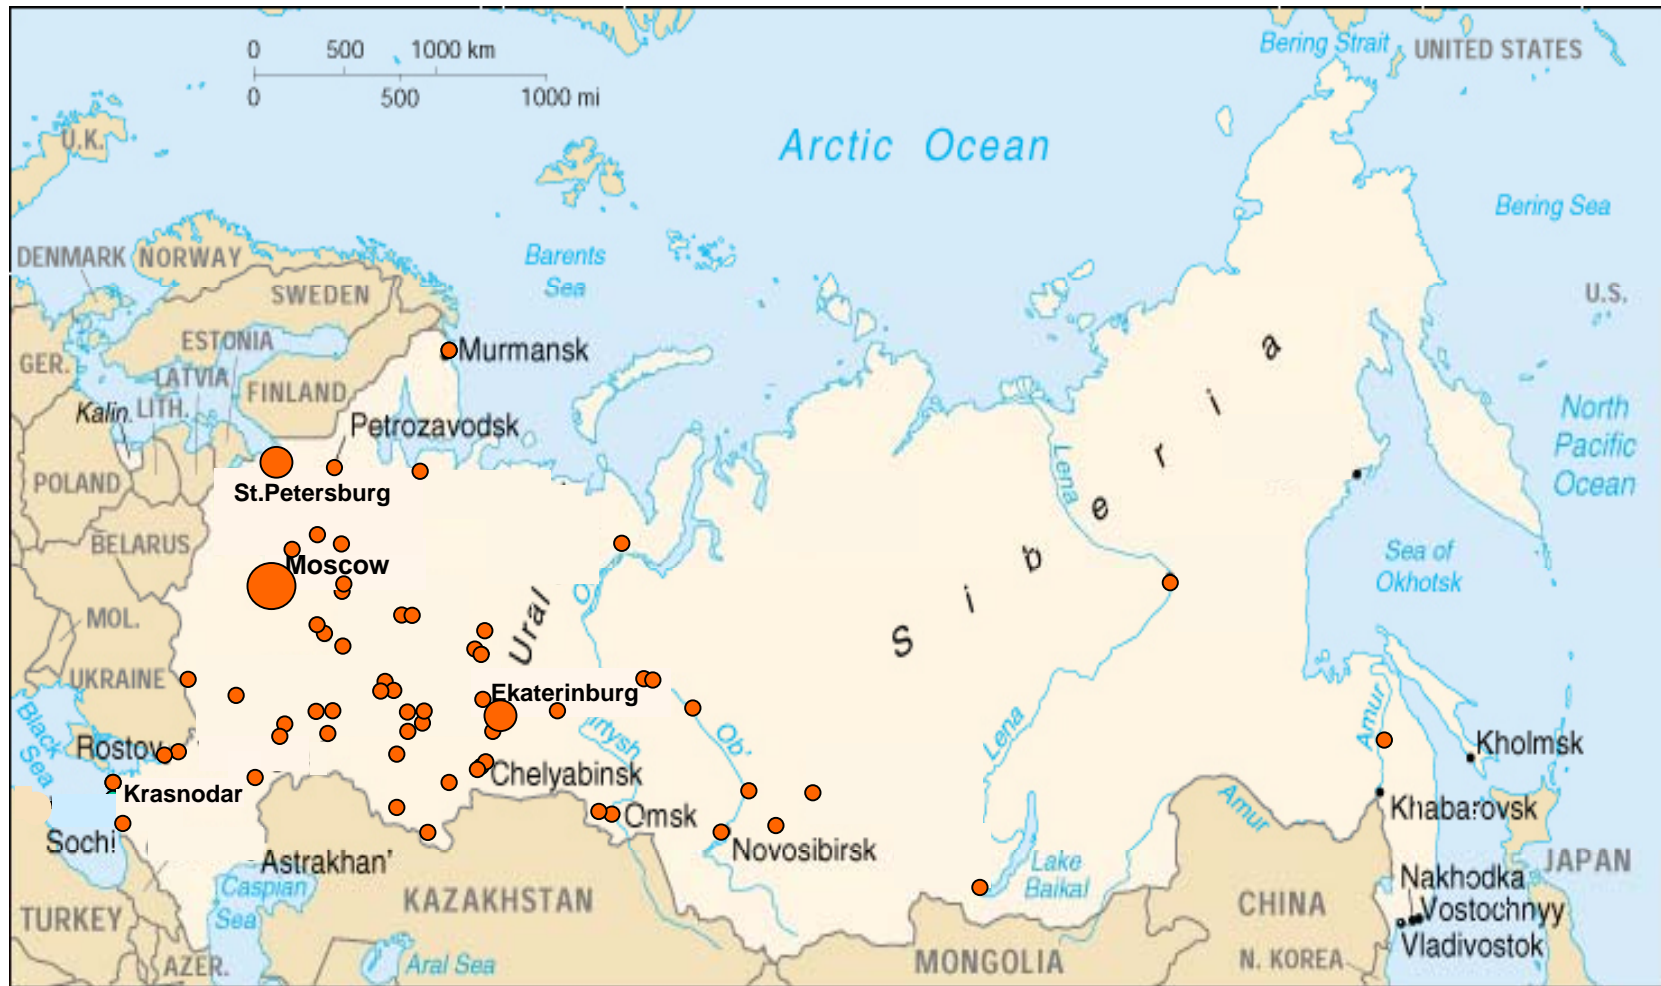 0 500 1000 km
0 500 1000 mi
Bering Strait
UNITED STATES
U.K.
Arctic Ocean
Bering Sea
DENMARK
NORWAY
Barents
Sea
SWEDEN
U.S.
ESTONIA
GER.
Murmansk
LATVIA
FINLAND
Kalin.
LITH.
Petrozavodsk
North
Pacific
Ocean
Lena
POLAND
St.Petersburg
BELARUS
Moscow
Siberia
Sea of
Okhotsk
MOL.
Ural
UKRAINE
Ekaterinburg
Black
Sea
Rostov
Irtysh
Ob'
Lena
Amur
Kholmsk
Chelyabinsk
Krasnodar
Omsk
Amur
Khabarovsk
Sochi
Novosibirsk
Astrakhan'
Lake
Baikal
JAPAN
Caspian
Sea
KAZAKHSTAN
Nakhodka
TURKEY
CHINA
Vostochnyy
Vladivostok
AZER.
Aral Sea
MONGOLIA
N. KOREA